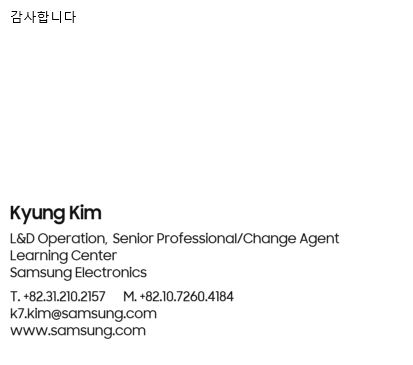 감사합니다
Kyung Kim
L&D Operation, Senior Professional/Change Agent
Learning Center
Samsung Electronics
T. +82.31.210.2157 M. +82.10.7260.4184
k7.kim@samsung.com
www.samsung.com